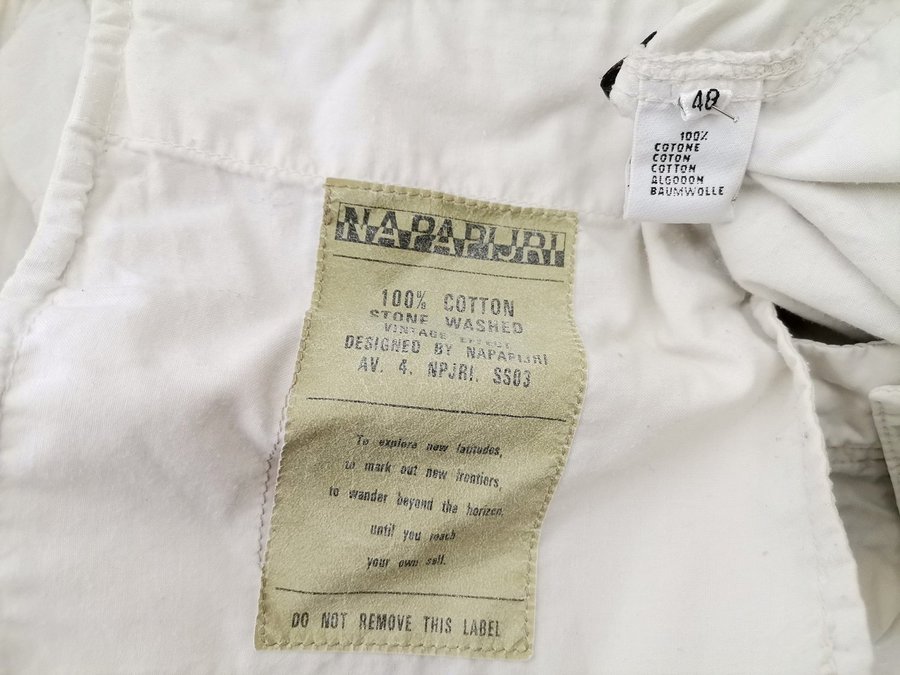 48
100%
COTONE
COTON
COTTON
ALGODON
BAUMWOLLE
NAPAPIJRI
100% COTTON
STONE WASHED
VINTAGE EFFECT
DESIGNED BY NAPAPIJRI
AV. 4. NPJRI. SS03
To explore new latitudes,
to mark out new frontiers,
to wander beyond the horizon,
until you reach
your own self.
DO NOT REMOVE THIS LABEL